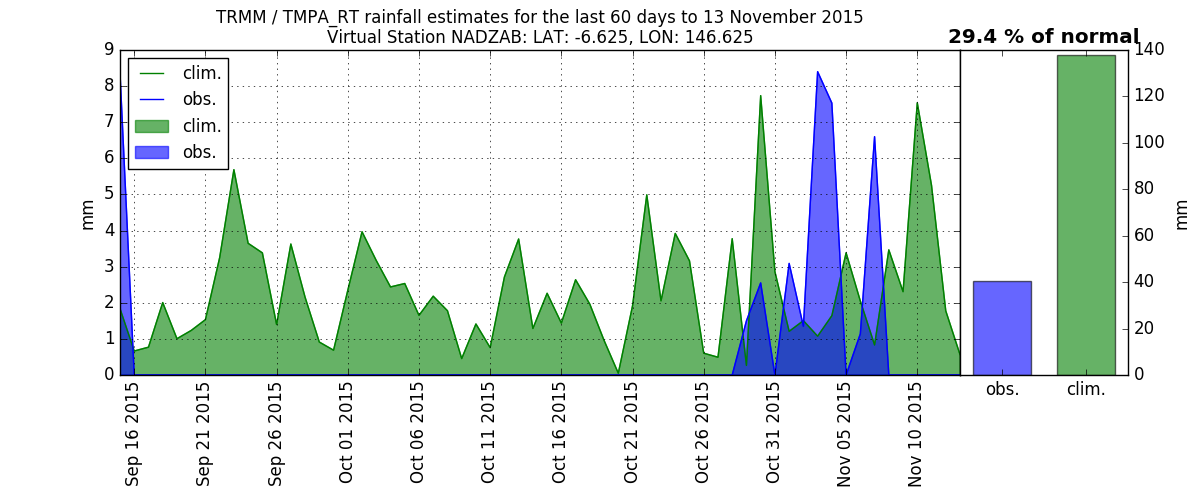 TRMM / TMPA_RT rainfall estimates for the last 60 days to 13 November 2015
Virtual Station NADZAB: LAT: -6.625, LON: 146.625
29.4 % of normal
9
8
7
6
5
4
3
2
1
0
mm
clim.
obs.
clim.
obs.
Sep 16 2015
Sep 21 2015
Sep 26 2015
Oct 01 2015
Oct 06 2015
Oct 11 2015
Oct 16 2015
Oct 21 2015
Oct 26 2015
Oct 31 2015
Nov 05 2015
Nov 10 2015
140
120
100
80
60
40
20
0
mm
obs.
clim.